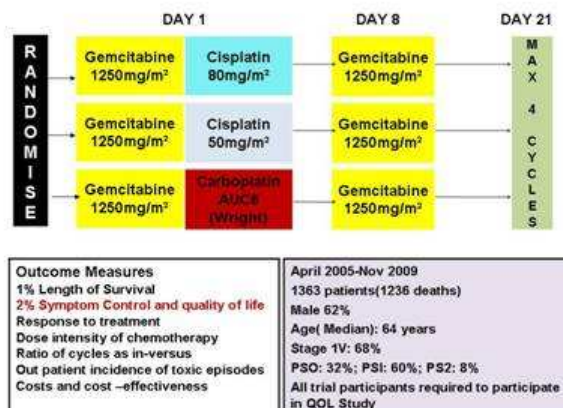 DAY 1 DAY 8 DAY 21
RANDOMISE
Gemcitabine
1250mg/m²
Cisplatin
80mg/m²
Gemcitabine
1250mg/m²
Gemcitabine
1250mg/m²
Cisplatin
50mg/m²
Gemcitabine
1250mg/m²
Gemcitabine
1250mg/m²
Carboplatin
AUC6
(Wright)
Gemcitabine
1250mg/m²
MAX 4 CYCLES
Outcome Measures
1% Length of Survival
2% Symptom Control and quality of life
Response to treatment
Dose intensity of chemotherapy
Ratio of cycles as in-versus
Out patient incidence of toxic episodes
Costs and cost –effectiveness
April 2005-Nov 2009
1363 patients(1236 deaths)
Male 62%
Age( Median): 64 years
Stage 1V: 68%
PSO: 32%; PSI: 60%; PS2: 8%
All trial participants required to participate
in QOL Study